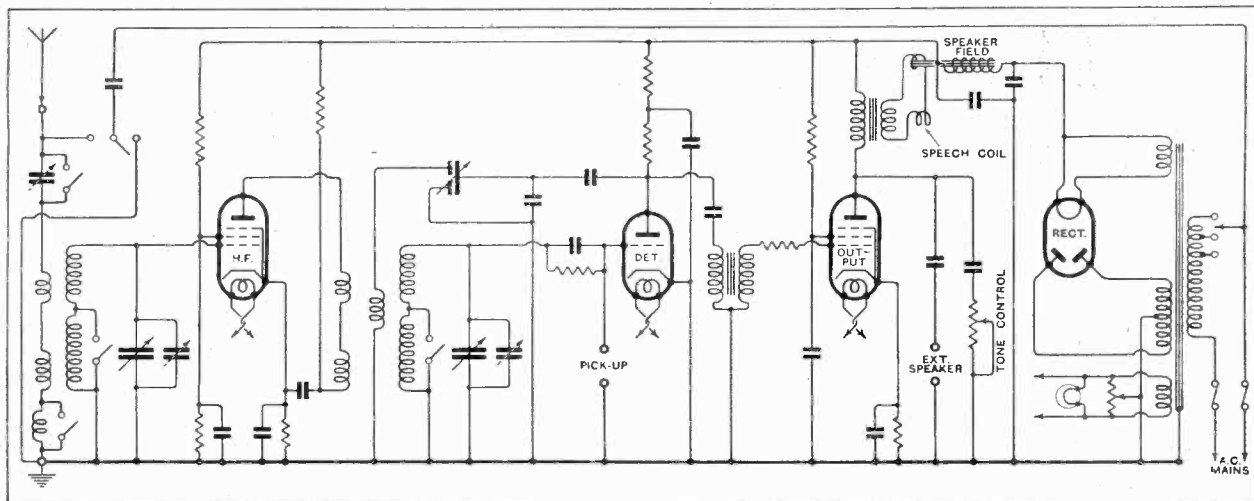 SPEAKER
FIELD
SPEECH COIL
H.F.
DET.
OUT-
PUT
RECT.
PICK-UP
EXT.
SPEAKER
TONE CONTROL
A.C.
MAINS